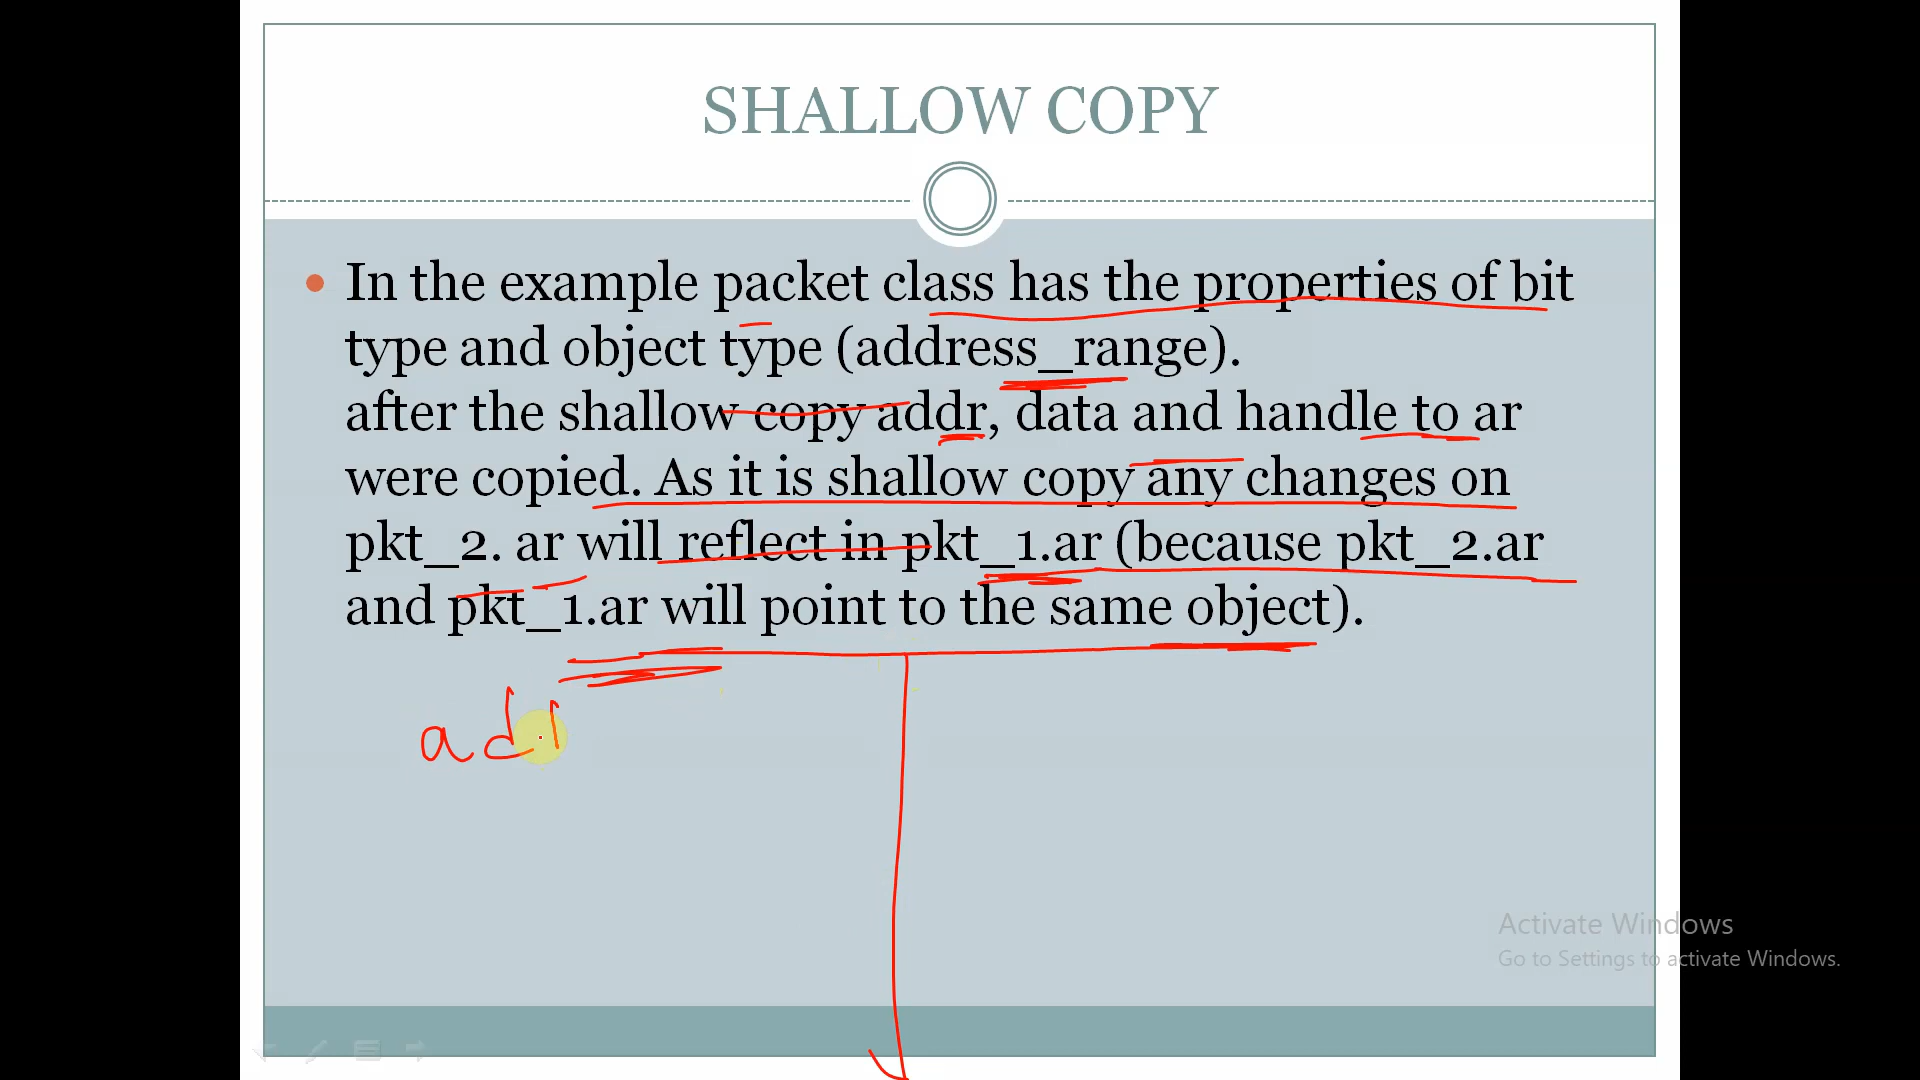 SHALLOW COPY
In the example packet class has the properties of bit
type and object type (address_range).
after the shallow copy addr, data and handle to ar
were copied. As it is shallow copy any changes on
pkt_2. ar will reflect in pkt_1.ar (because pkt_2.ar
and pkt_1.ar will point to the same object).
Activate Windows
Go to Settings to activate Windows.